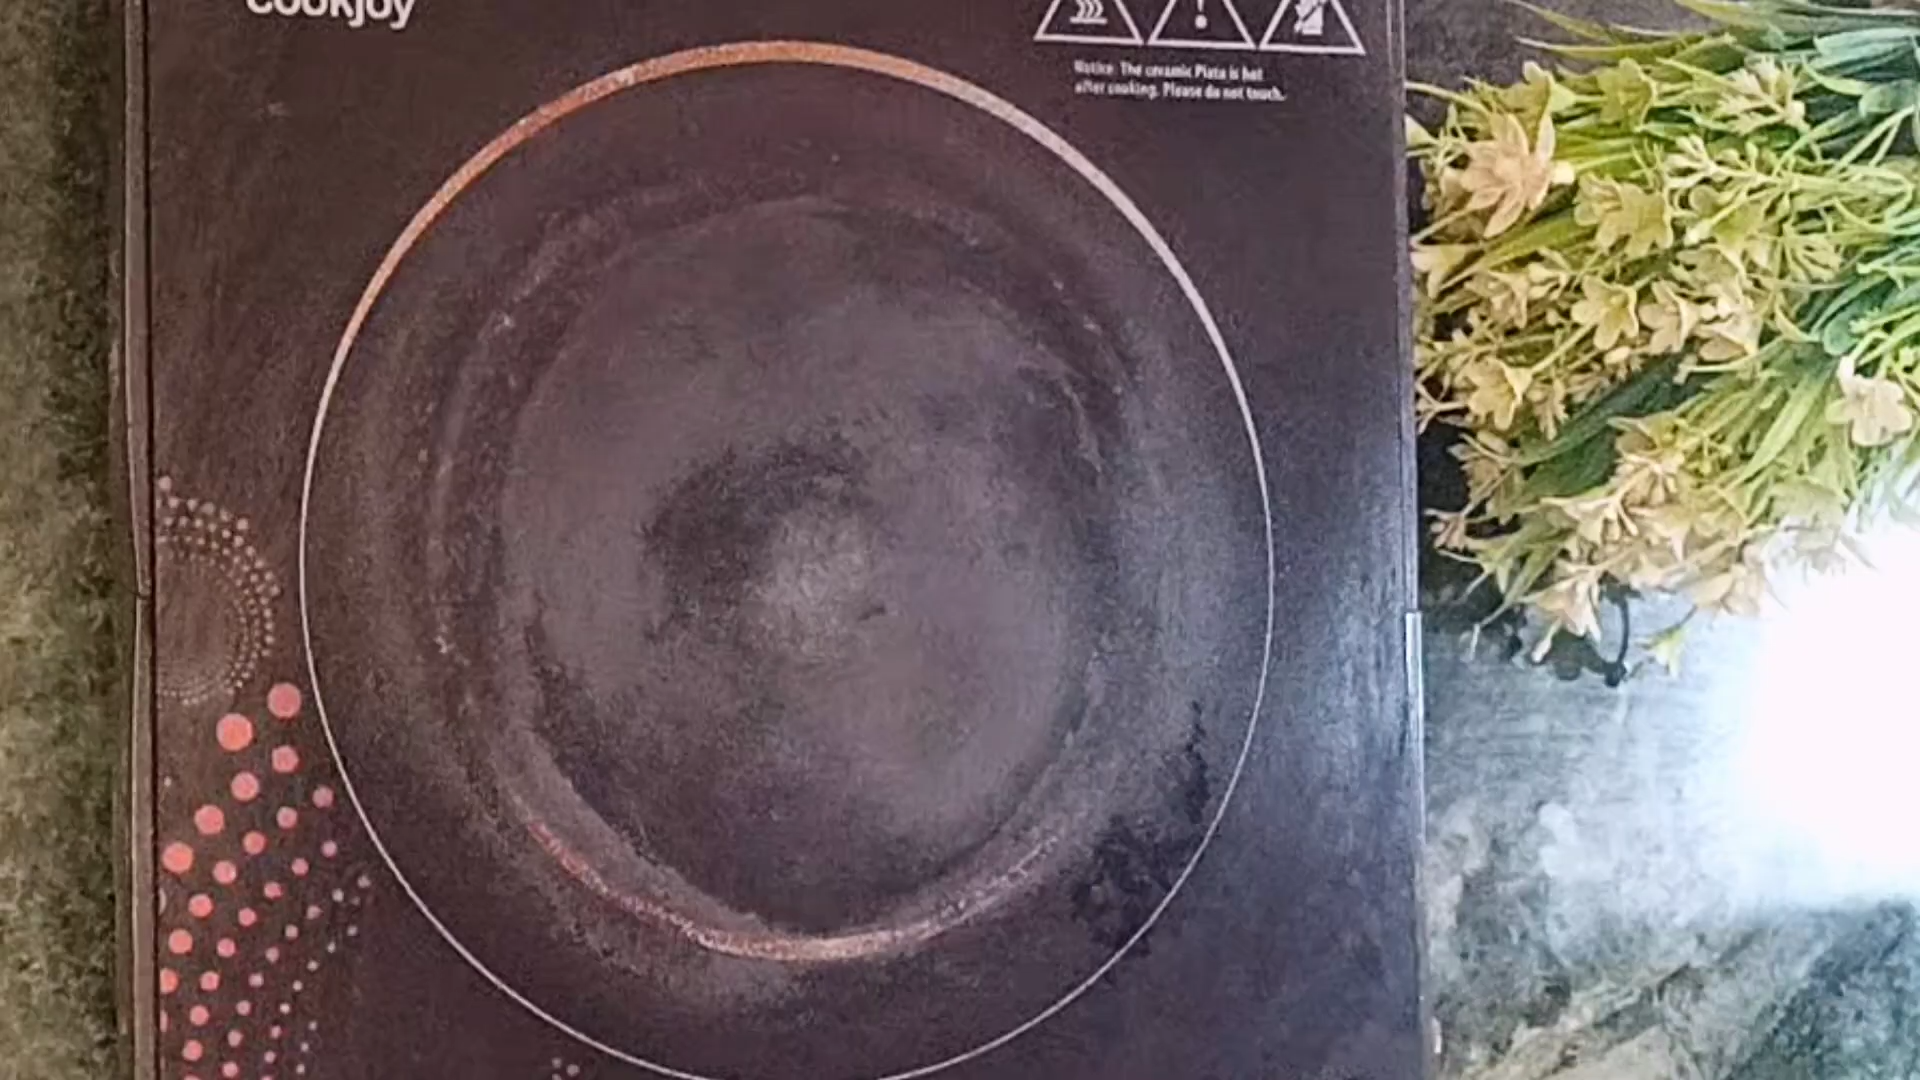 cookjoy
Notice: The ceramic Plate is hot
after cooking. Please do not touch.